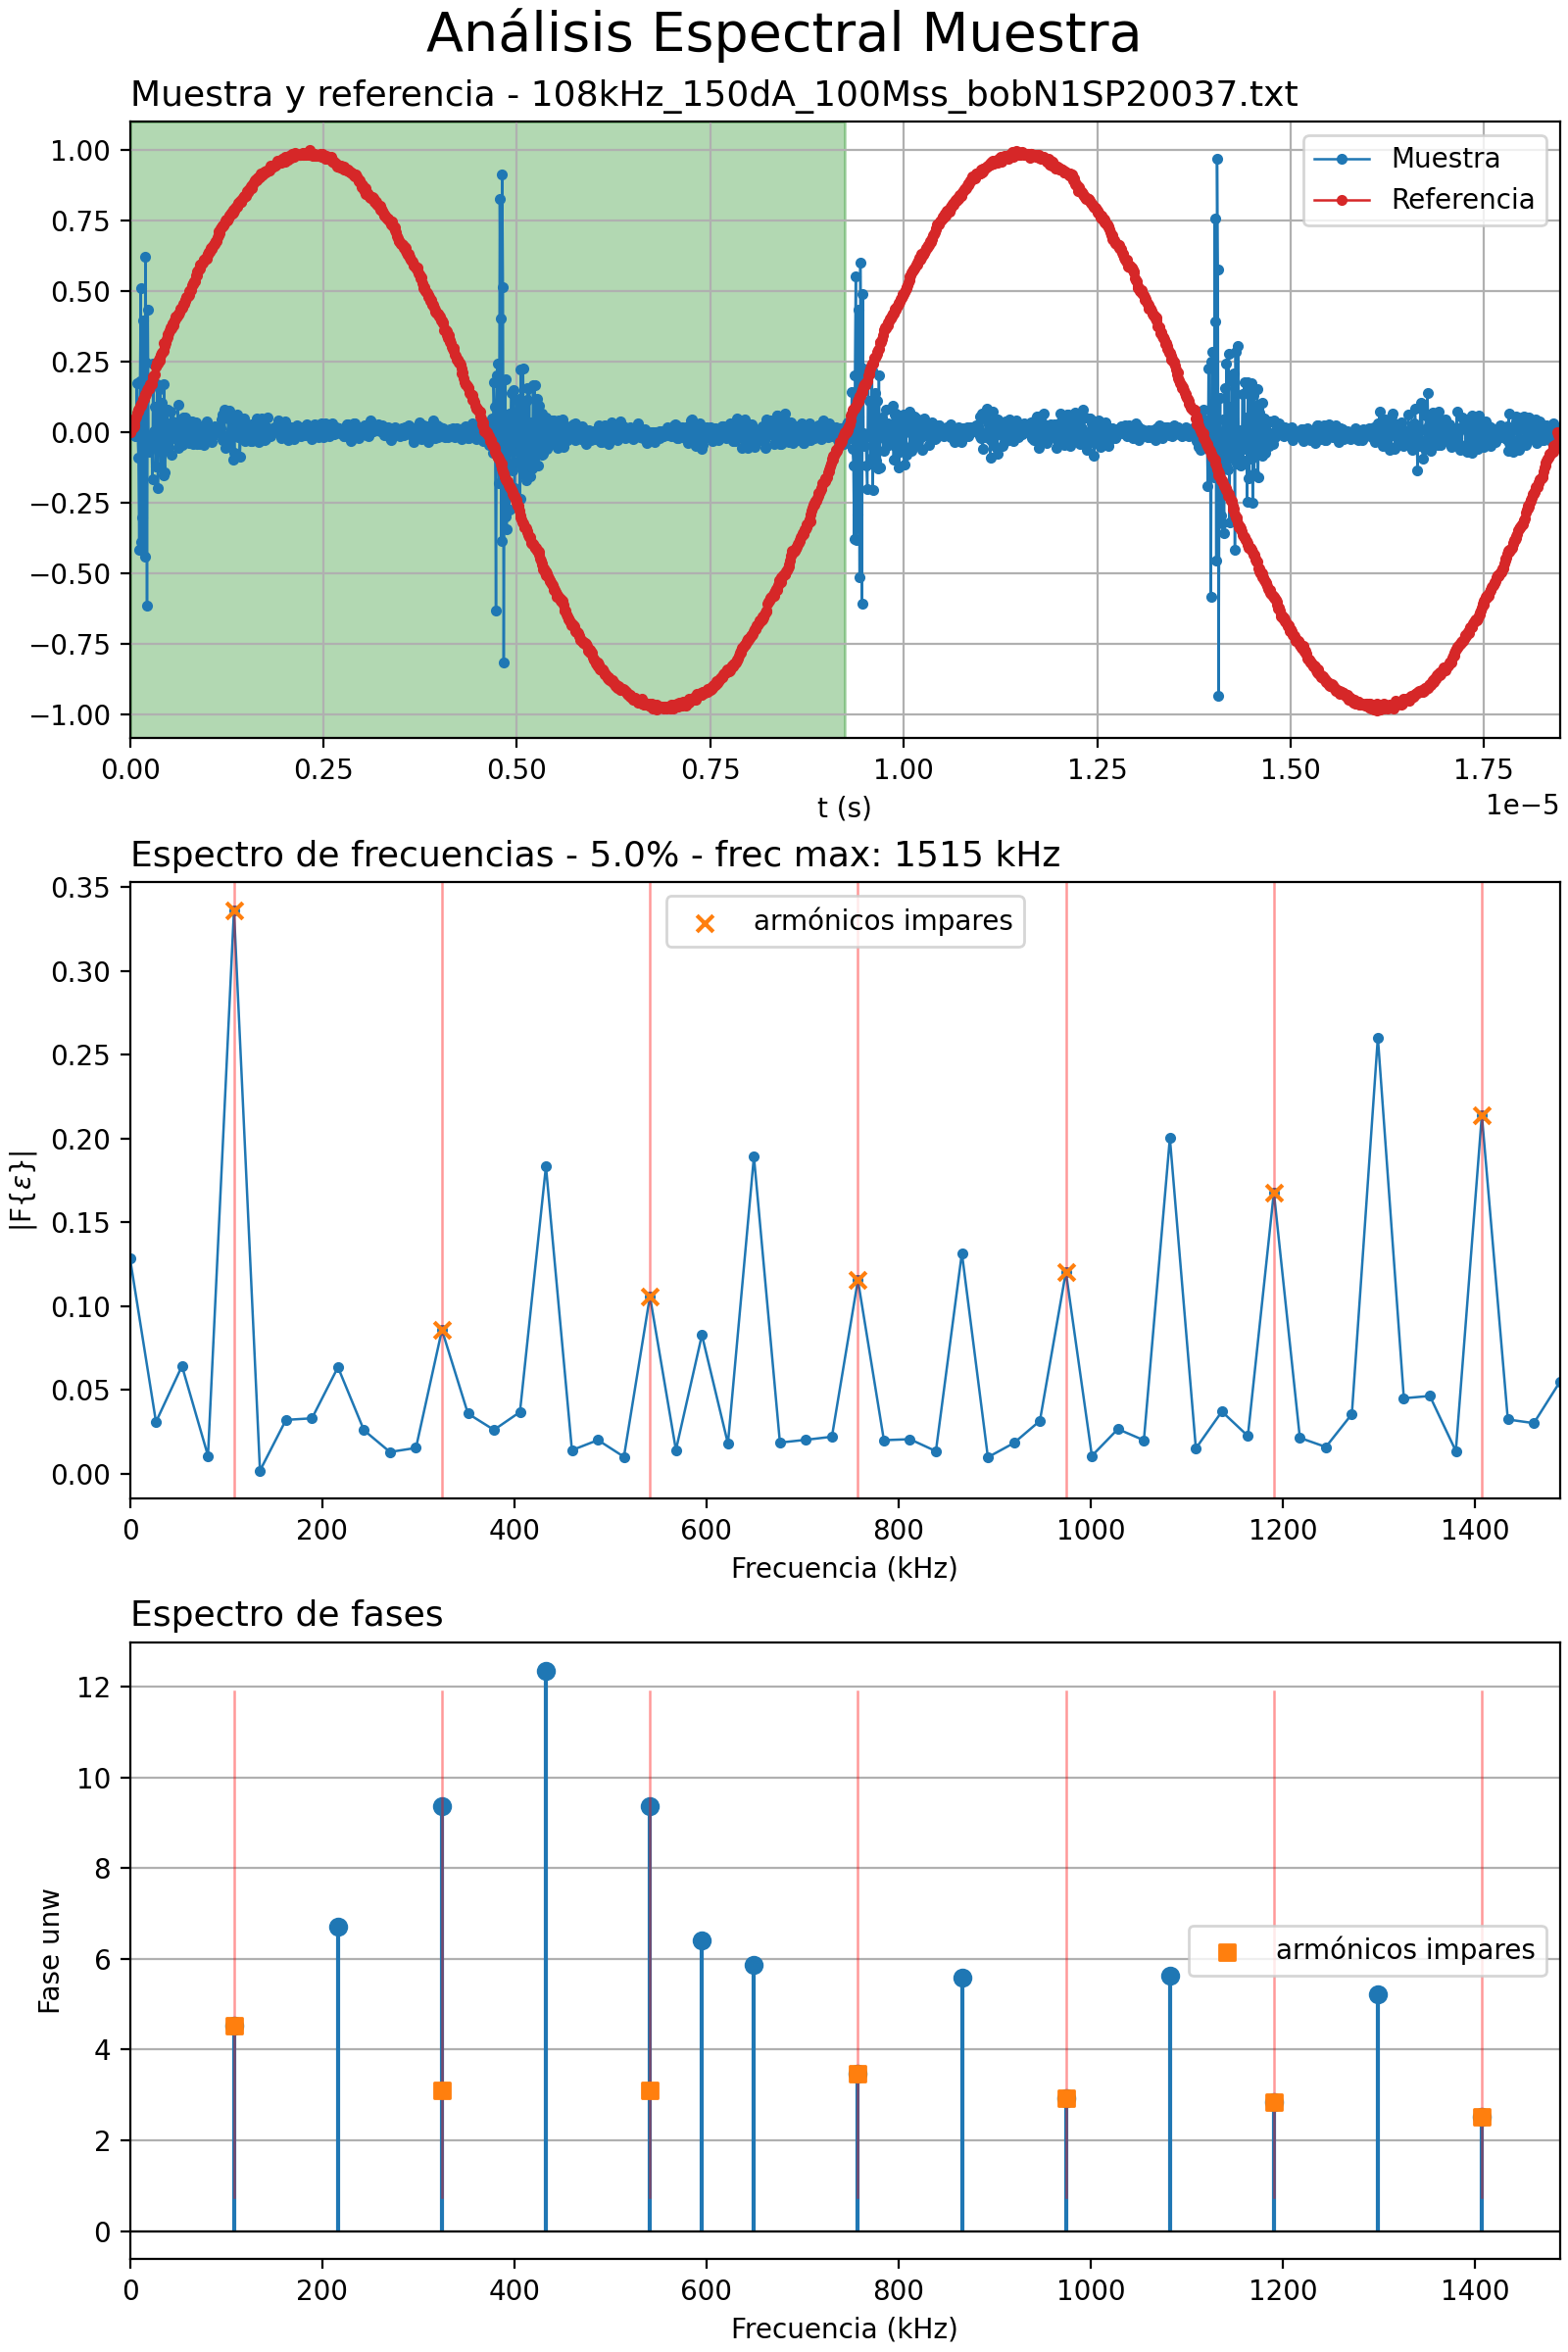 Análisis Espectral Muestra
Muestra y referencia - 108kHz_150dA_100Mss_bobN1SP20037.txt
1.00
0.75
0.50
0.25
0.00
−0.25
−0.50
−0.75
−1.00
Muestra
Referencia
0.00 0.25 0.50 0.75 1.00 1.25 1.50 1.75
1e−5
t (s)
Espectro de frecuencias - 5.0% - frec max: 1515 kHz
0.35
0.30
0.25
0.20
0.15
0.10
0.05
0.00
|F{ε}|
armónicos impares
0 200 400 600 800 1000 1200 1400
Frecuencia (kHz)
Espectro de fases
12
10
8
6
4
2
0
Fase unw
armónicos impares
0 200 400 600 800 1000 1200 1400
Frecuencia (kHz)